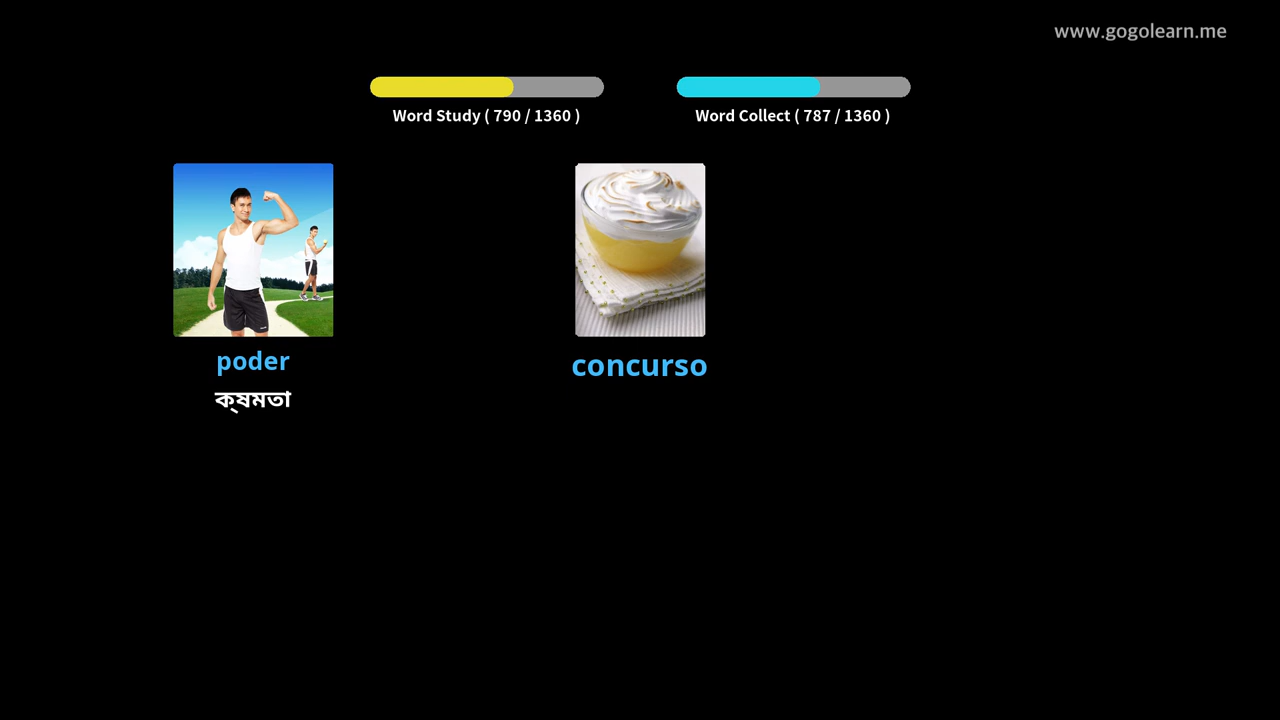 www.gogolearn.me
Word Study ( 790 / 1360 )
Word Collect ( 787 / 1360 )
poder
ক্ষমতা
concurso